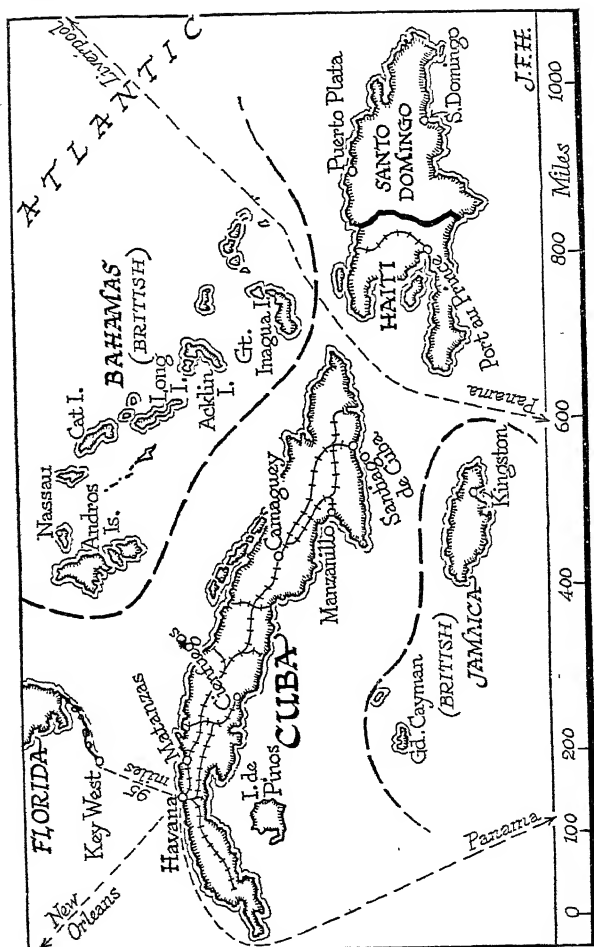 Liverpool
ATLANTIC
J.F.H.
1000
Puerto Plata
SANTO
DOMINGO
S. Domingo
Miles
BAHAMAS
(BRITISH)
800
HAITI
Port au Prince
Gt.
Inagua I.
Cat I.
Long
I.
Acklin
I.
Panama
600
Nassau
Andros
Is.
Camaguey
Santiago
de Cuba
Kingston
Manzanillo
JAMAICA
(BRITISH)
400
Cienfuegos
CUBA
Gd. Cayman
FLORIDA
Matanzas
Key West
95
miles
I. de
Pinos
200
Havana
Panama
100
New
Orleans
0